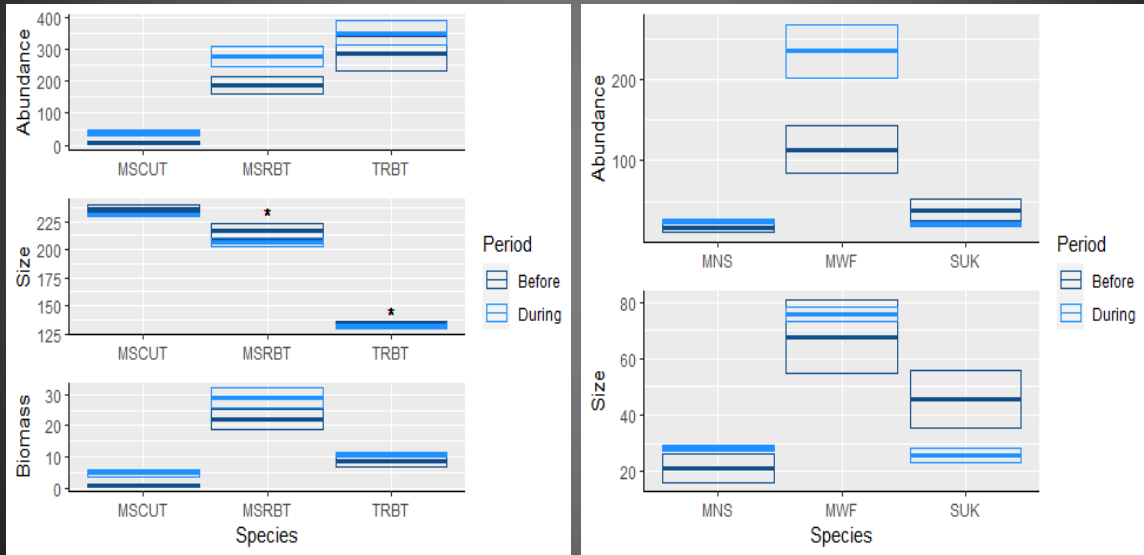 Abundance
400
300
200
100
0
MSCUT MSRBT TRBT
Size
225
200
175
150
125
*
*
MSCUT MSRBT TRBT
Biomass
30
20
10
0
MSCUT MSRBT TRBT
Species
Period
Before
During
Abundance
200
100
MNS MWF SUK
Size
80
60
40
20
MNS MWF SUK
Species
Period
Before
During